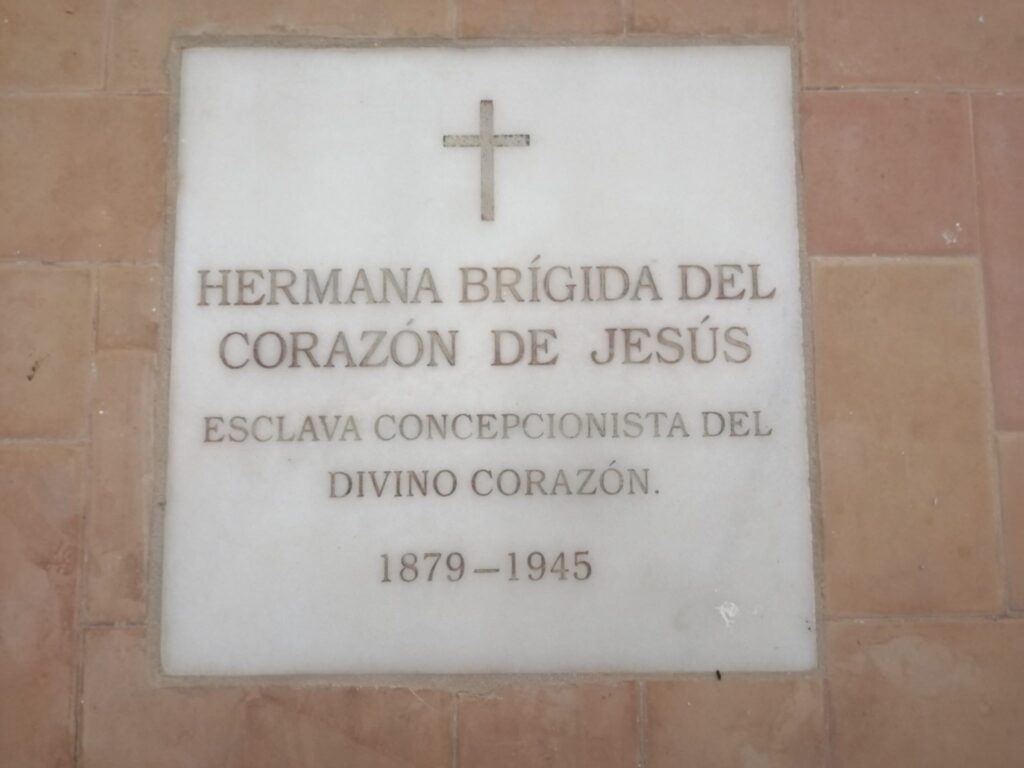 HERMANA BRÍGIDA DEL
CORAZÓN DE JESÚS
ESCLAVA CONCEPCIONISTA DEL
DIVINO CORAZÓN.
1879–1945